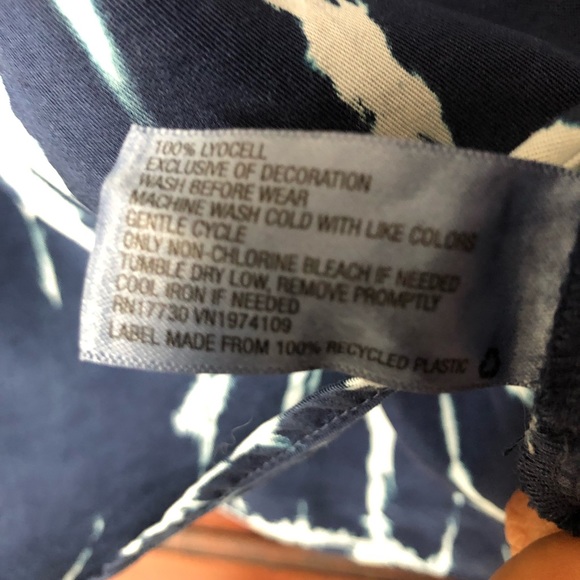 100% LYOCELL
EXCLUSIVE OF DECORATION
WASH BEFORE WEAR
MACHINE WASH COLD WITH LIKE COLORS
GENTLE CYCLE
ONLY NON-CHLORINE BLEACH IF NEEDED
TUMBLE DRY LOW, REMOVE PROMPTLY
COOL IRON IF NEEDED
RN17730 VN1974109
LABEL MADE FROM 100% RECYCLED PLASTIC